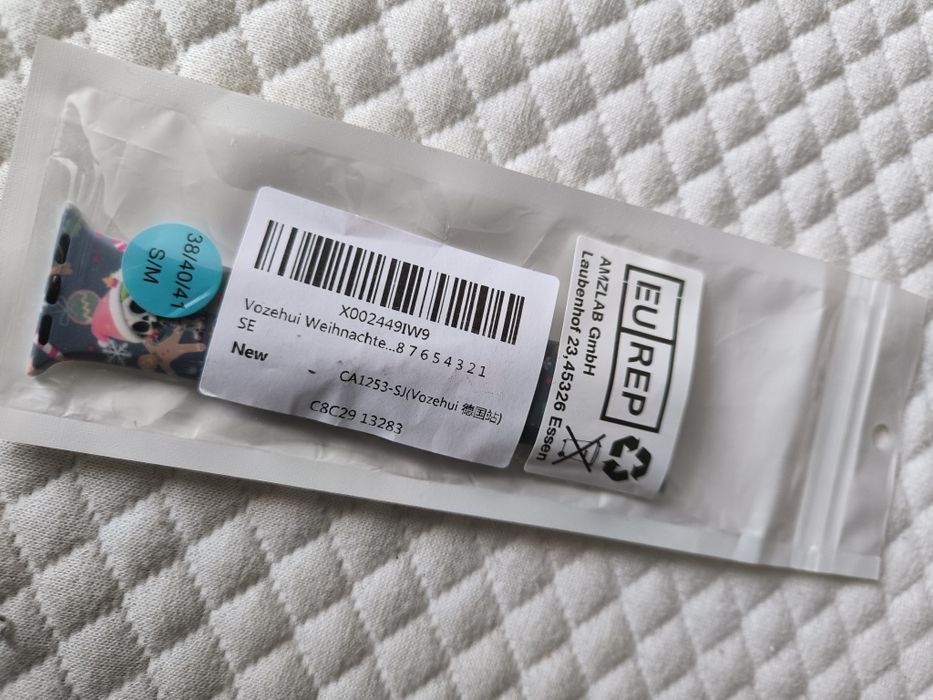 38/40/41
S/M
X002449IW9
Vozehui Weihnachte...8 7 6 5 4 3 2 1
SE
New
CA1253-SJ(Vozehui 德国站)
C8C29 13283
EU REP
AMZLAB GmbH
Laubenhof 23,45326 Essen